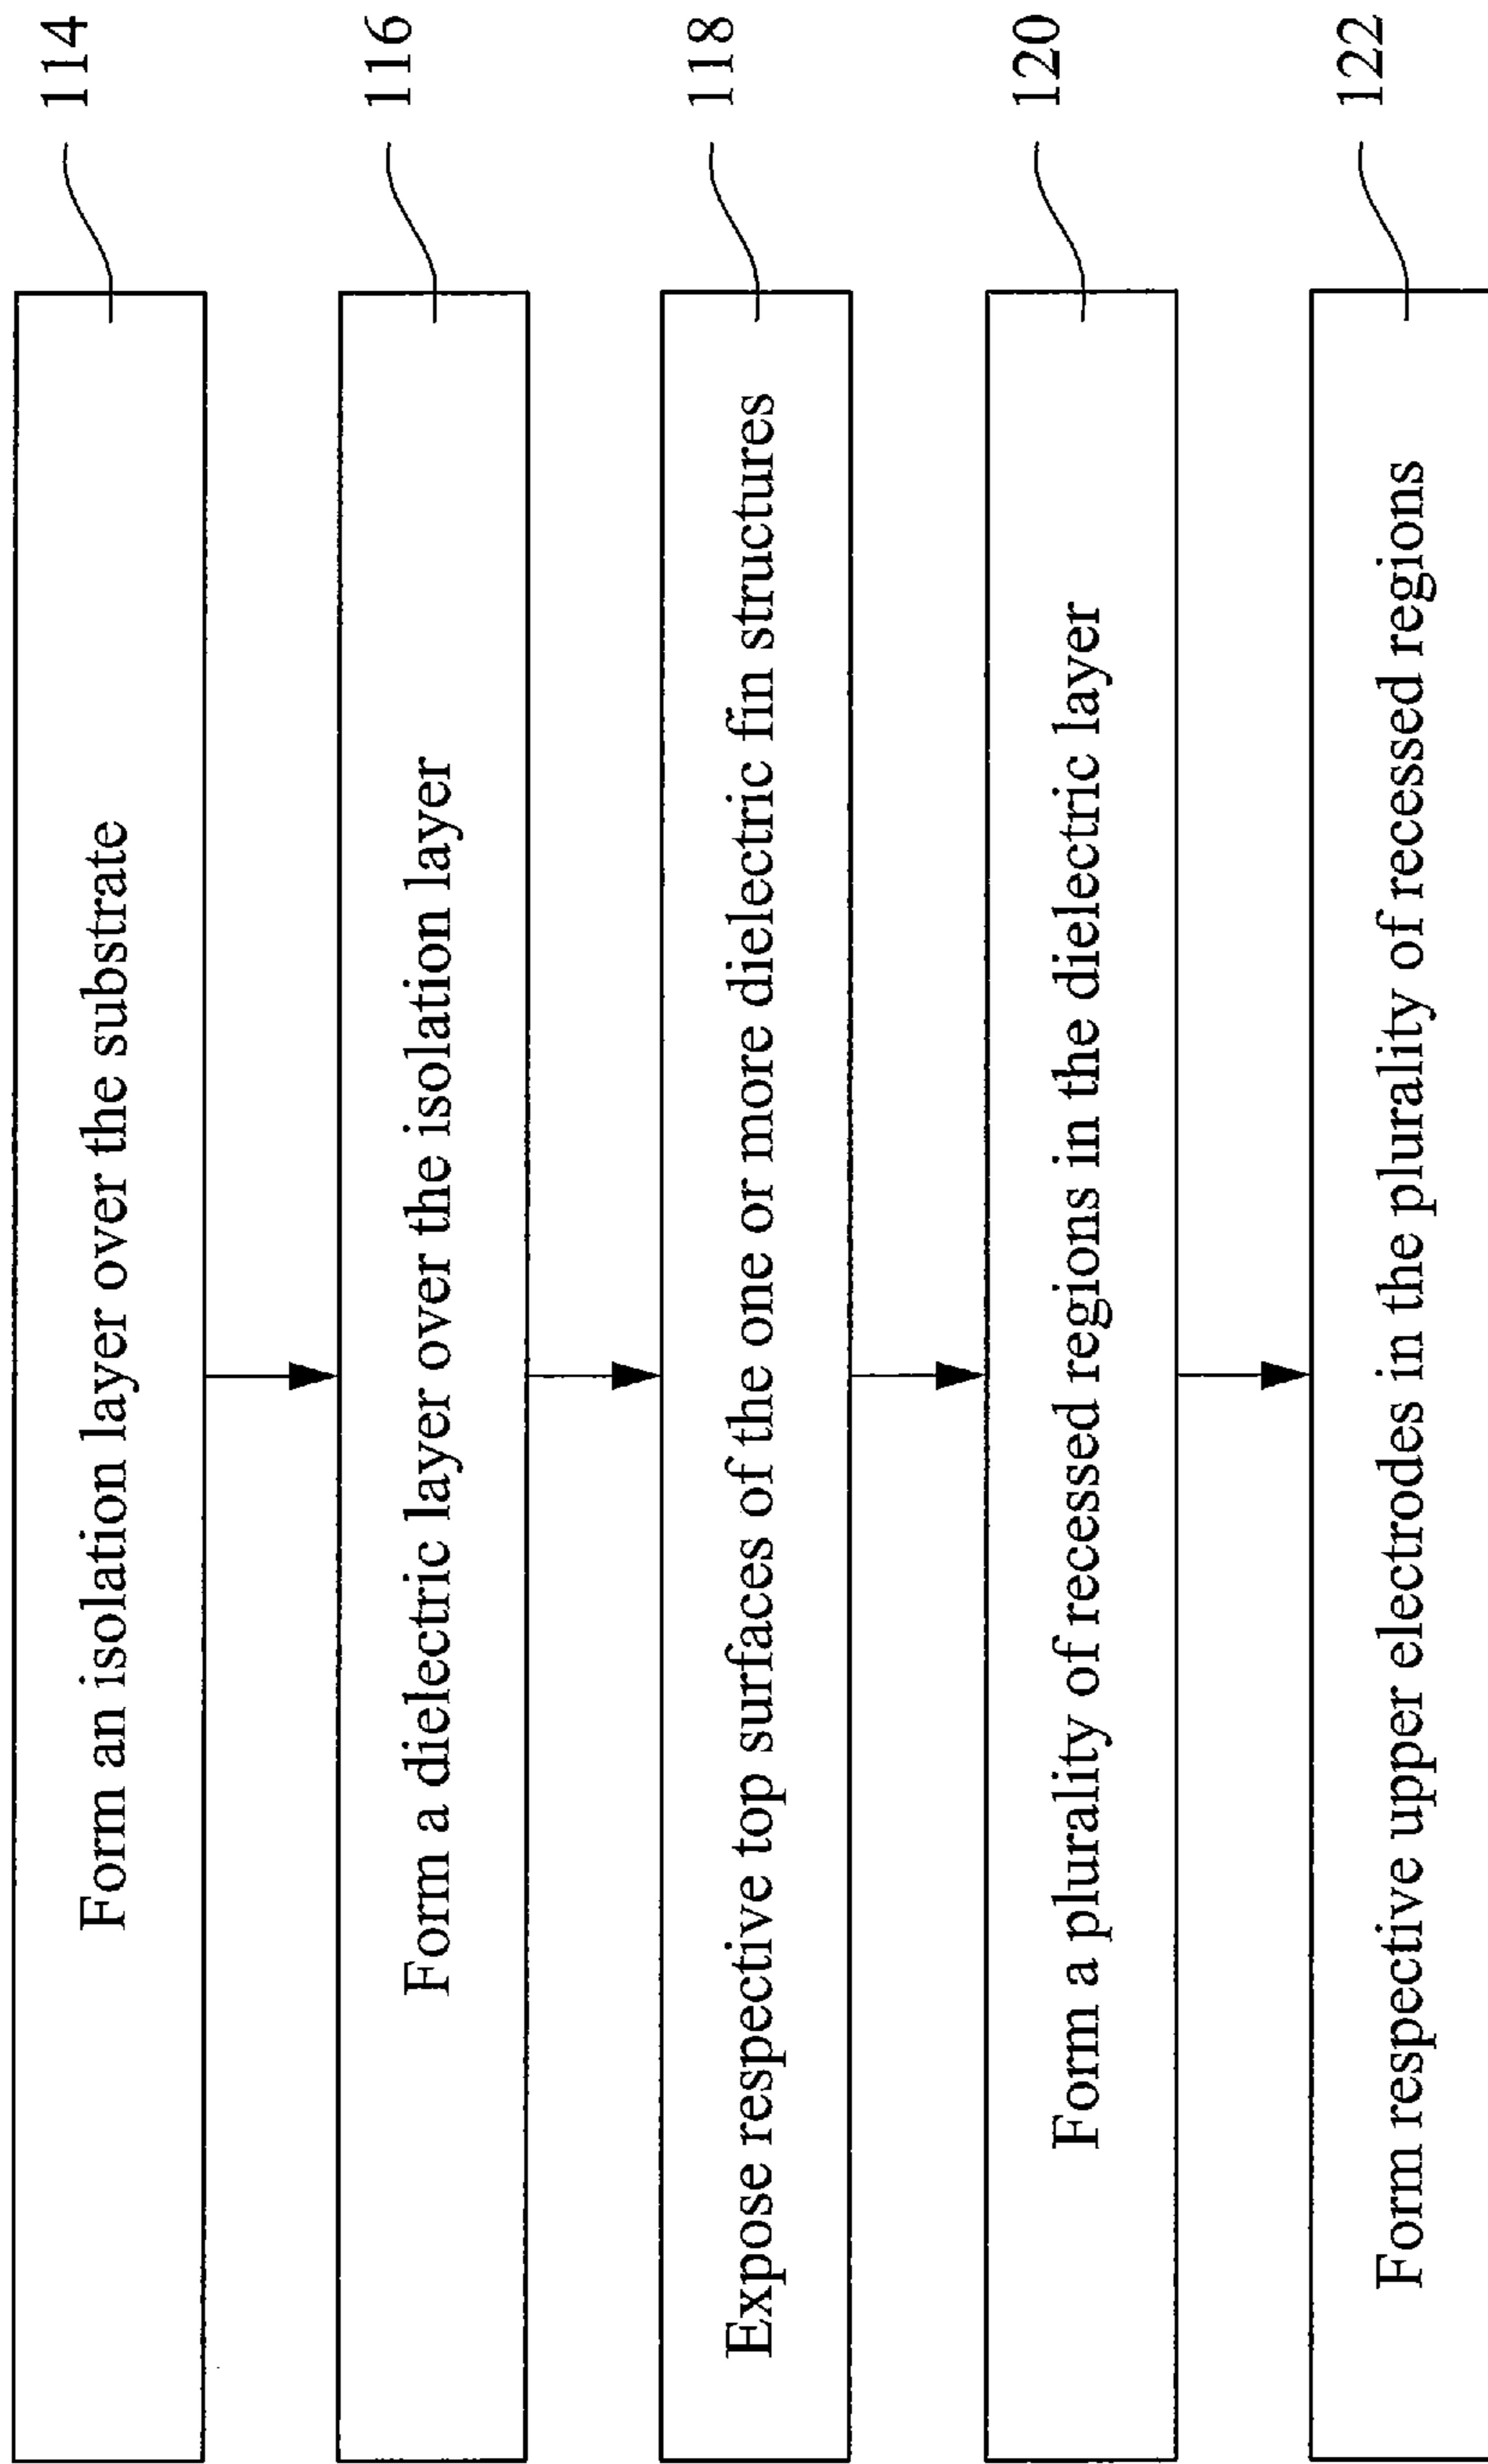 Form an isolation layer over the substrate
114
Form a dielectric layer over the isolation layer
116
Expose respective top surfaces of the one or more dielectric fin structures
118
Form a plurality of recessed regions in the dielectric layer
120
Form respective upper electrodes in the plurality of recessed regions
122